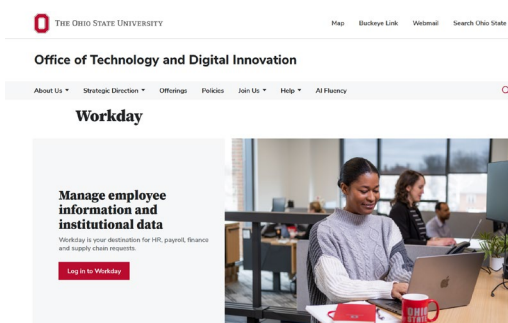 THE OHIO STATE UNIVERSITY
Map Buckeye Link Webmail Search Ohio State
Office of Technology and Digital Innovation
About Us Strategic Direction Offerings Policies Join Us Help AI Fluency
Workday
Manage employee
information and
institutional data
Workday is your destination for HR, payroll, finance
and supply chain requests.
Log in to Workday
OHIO
STATE